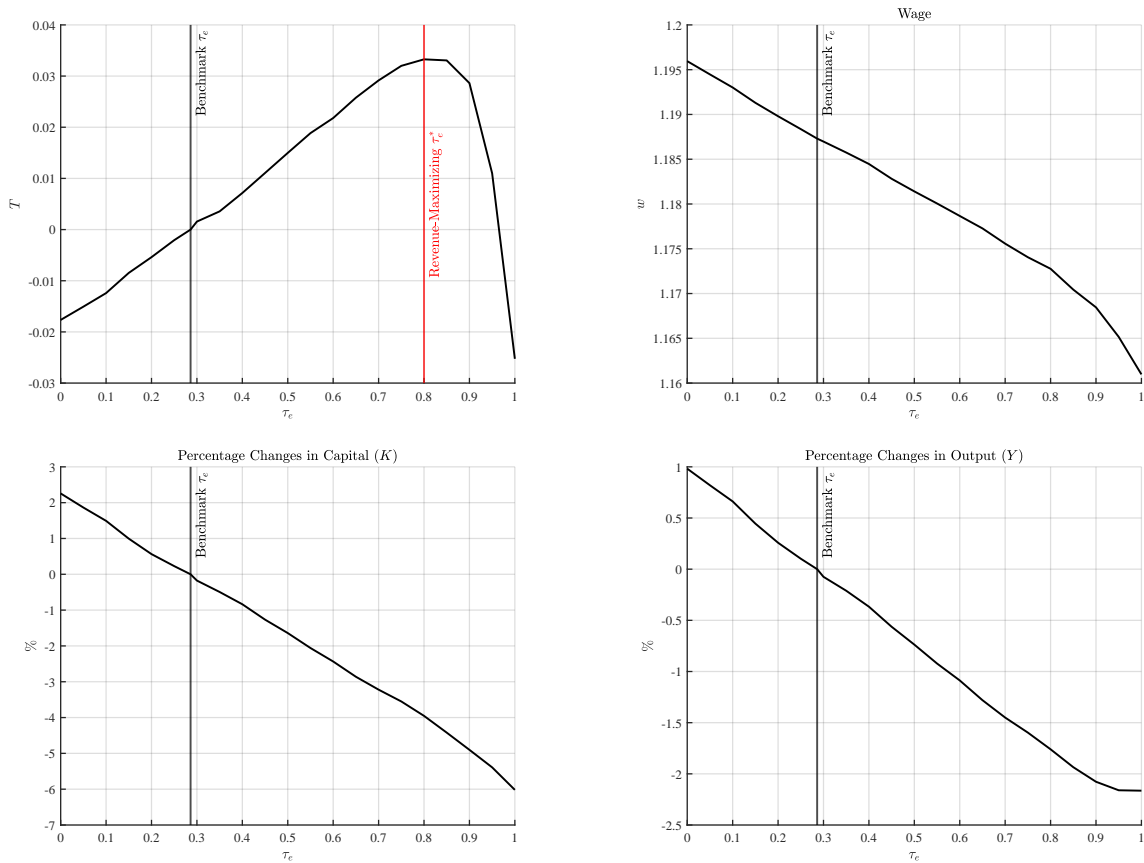 0.04
0.03
0.02
0.01
0
-0.01
-0.02
-0.03
T
Benchmark τe
Revenue-Maximizing τe*
0 0.1 0.2 0.3 0.4 0.5 0.6 0.7 0.8 0.9 1
τe
Wage
1.2
1.195
1.19
1.185
1.18
1.175
1.17
1.165
1.16
w
Benchmark τe
0 0.1 0.2 0.3 0.4 0.5 0.6 0.7 0.8 0.9 1
τe
Percentage Changes in Capital (K)
3
2
1
0
-1
-2
-3
-4
-5
-6
-7
%
Benchmark τe
0 0.1 0.2 0.3 0.4 0.5 0.6 0.7 0.8 0.9 1
τe
Percentage Changes in Output (Y)
1
0.5
0
-0.5
-1
-1.5
-2
-2.5
%
Benchmark τe
0 0.1 0.2 0.3 0.4 0.5 0.6 0.7 0.8 0.9 1
τe